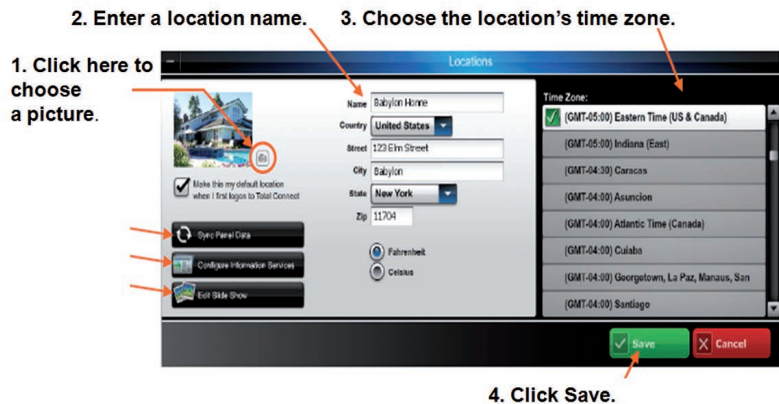 2. Enter a location name.
3. Choose the location's time zone.
1. Click here to
choose
a picture.
Locations
Name Babylon Home
Country United States
Street 123 Elm Street
City Babylon
State New York
Zip 11704
Fahrenheit
Celsius
Make this my default location
when I first logon to Total Connect
Sync Panel Data
Configure Information Services
Edit Slide Show
Time Zone:
(GMT-05:00) Eastern Time (US & Canada)
(GMT-05:00) Indiana (East)
(GMT-04:30) Caracas
(GMT-04:00) Asuncion
(GMT-04:00) Atlantic Time (Canada)
(GMT-04:00) Cuiaba
(GMT-04:00) Georgetown, La Paz, Manaus, San
(GMT-04:00) Santiago
Save
Cancel
4. Click Save.